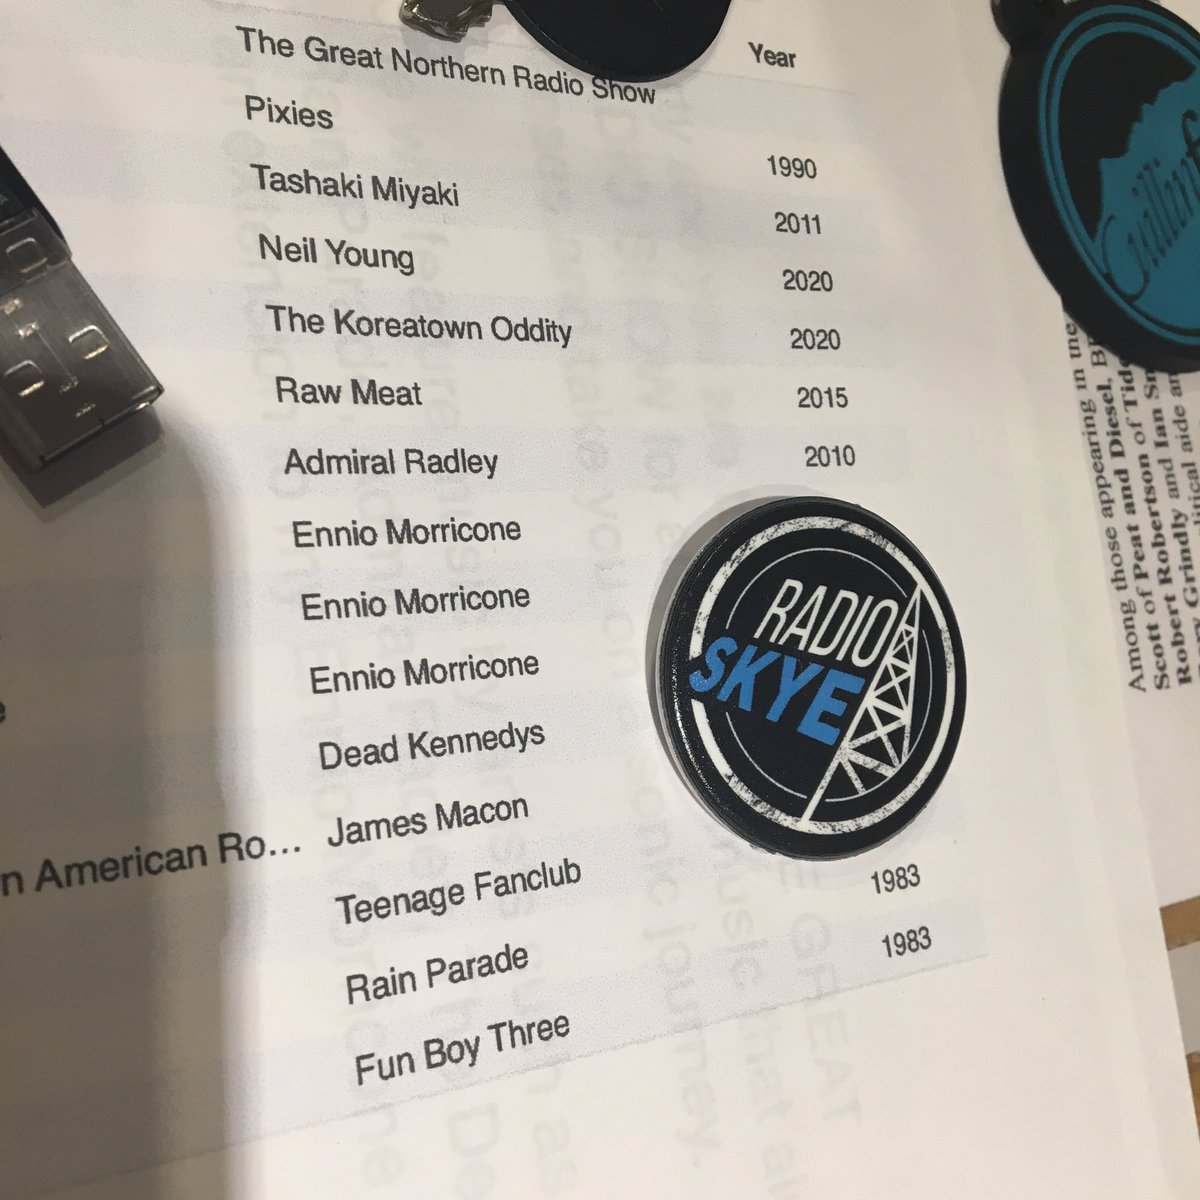 Year
The Great Northern Radio Show
Pixies 1990
Tashaki Miyaki 2011
Neil Young 2020
The Koreatown Oddity 2020
Raw Meat 2015
Admiral Radley 2010
Ennio Morricone
Ennio Morricone
Ennio Morricone
Dead Kennedys
n American Ro... James Macon
Teenage Fanclub
Rain Parade 1983
Fun Boy Three 1983
RADIO
SKYE
Among those appearing in the
Scott of Peat and Diesel,
Robert Robertson of
Robert and Ian
Grindly